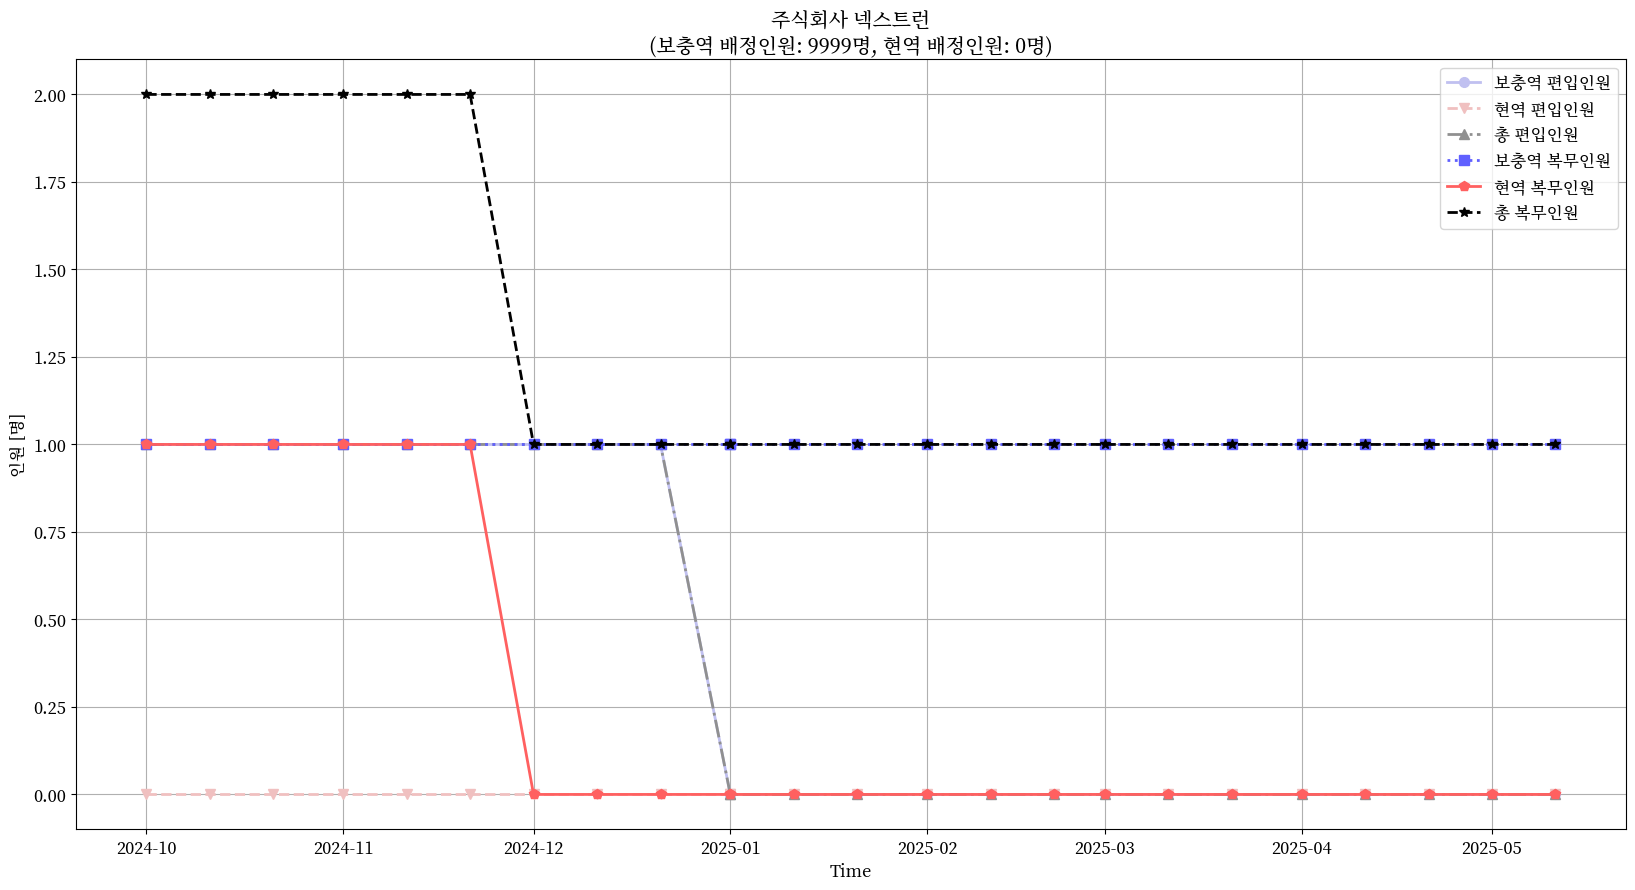 주식회사 넥스트런
(보충역 배정인원: 9999명, 현역 배정인원: 0명)
보충역 편입인원
현역 편입인원
총 편입인원
보충역 복무인원
현역 복무인원
총 복무인원
2.00
1.75
1.50
1.25
1.00
0.75
0.50
0.25
0.00
인원 [명]
2024-10
2024-11
2024-12
2025-01
2025-02
2025-03
2025-04
2025-05
Time